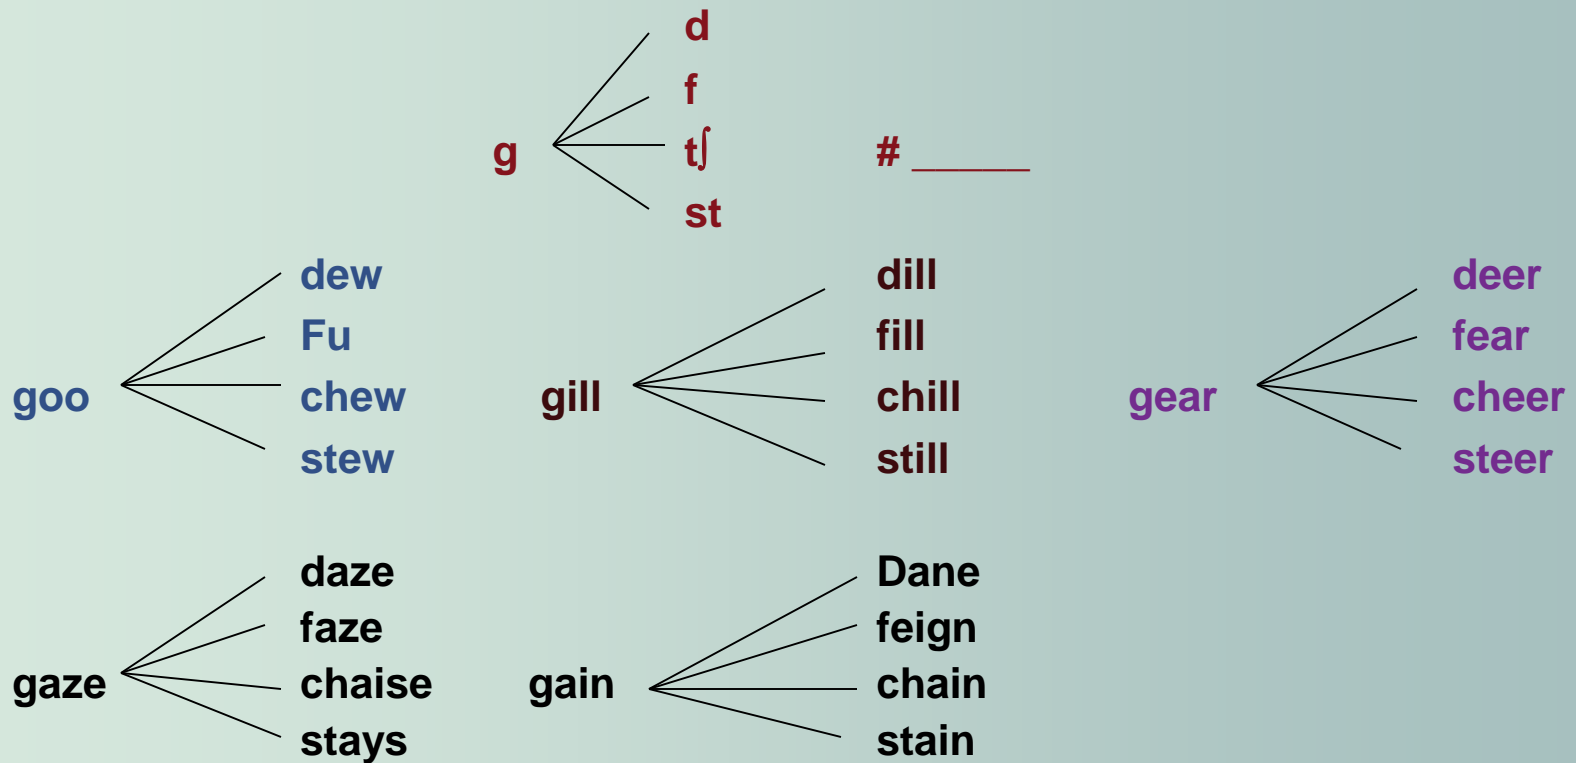 d
f
g
t∫
# _____
st
goo
dew
Fu
chew
stew
gill
dill
fill
chill
still
gear
deer
fear
cheer
steer
gaze
daze
faze
chaise
stays
gain
Dane
feign
chain
stain